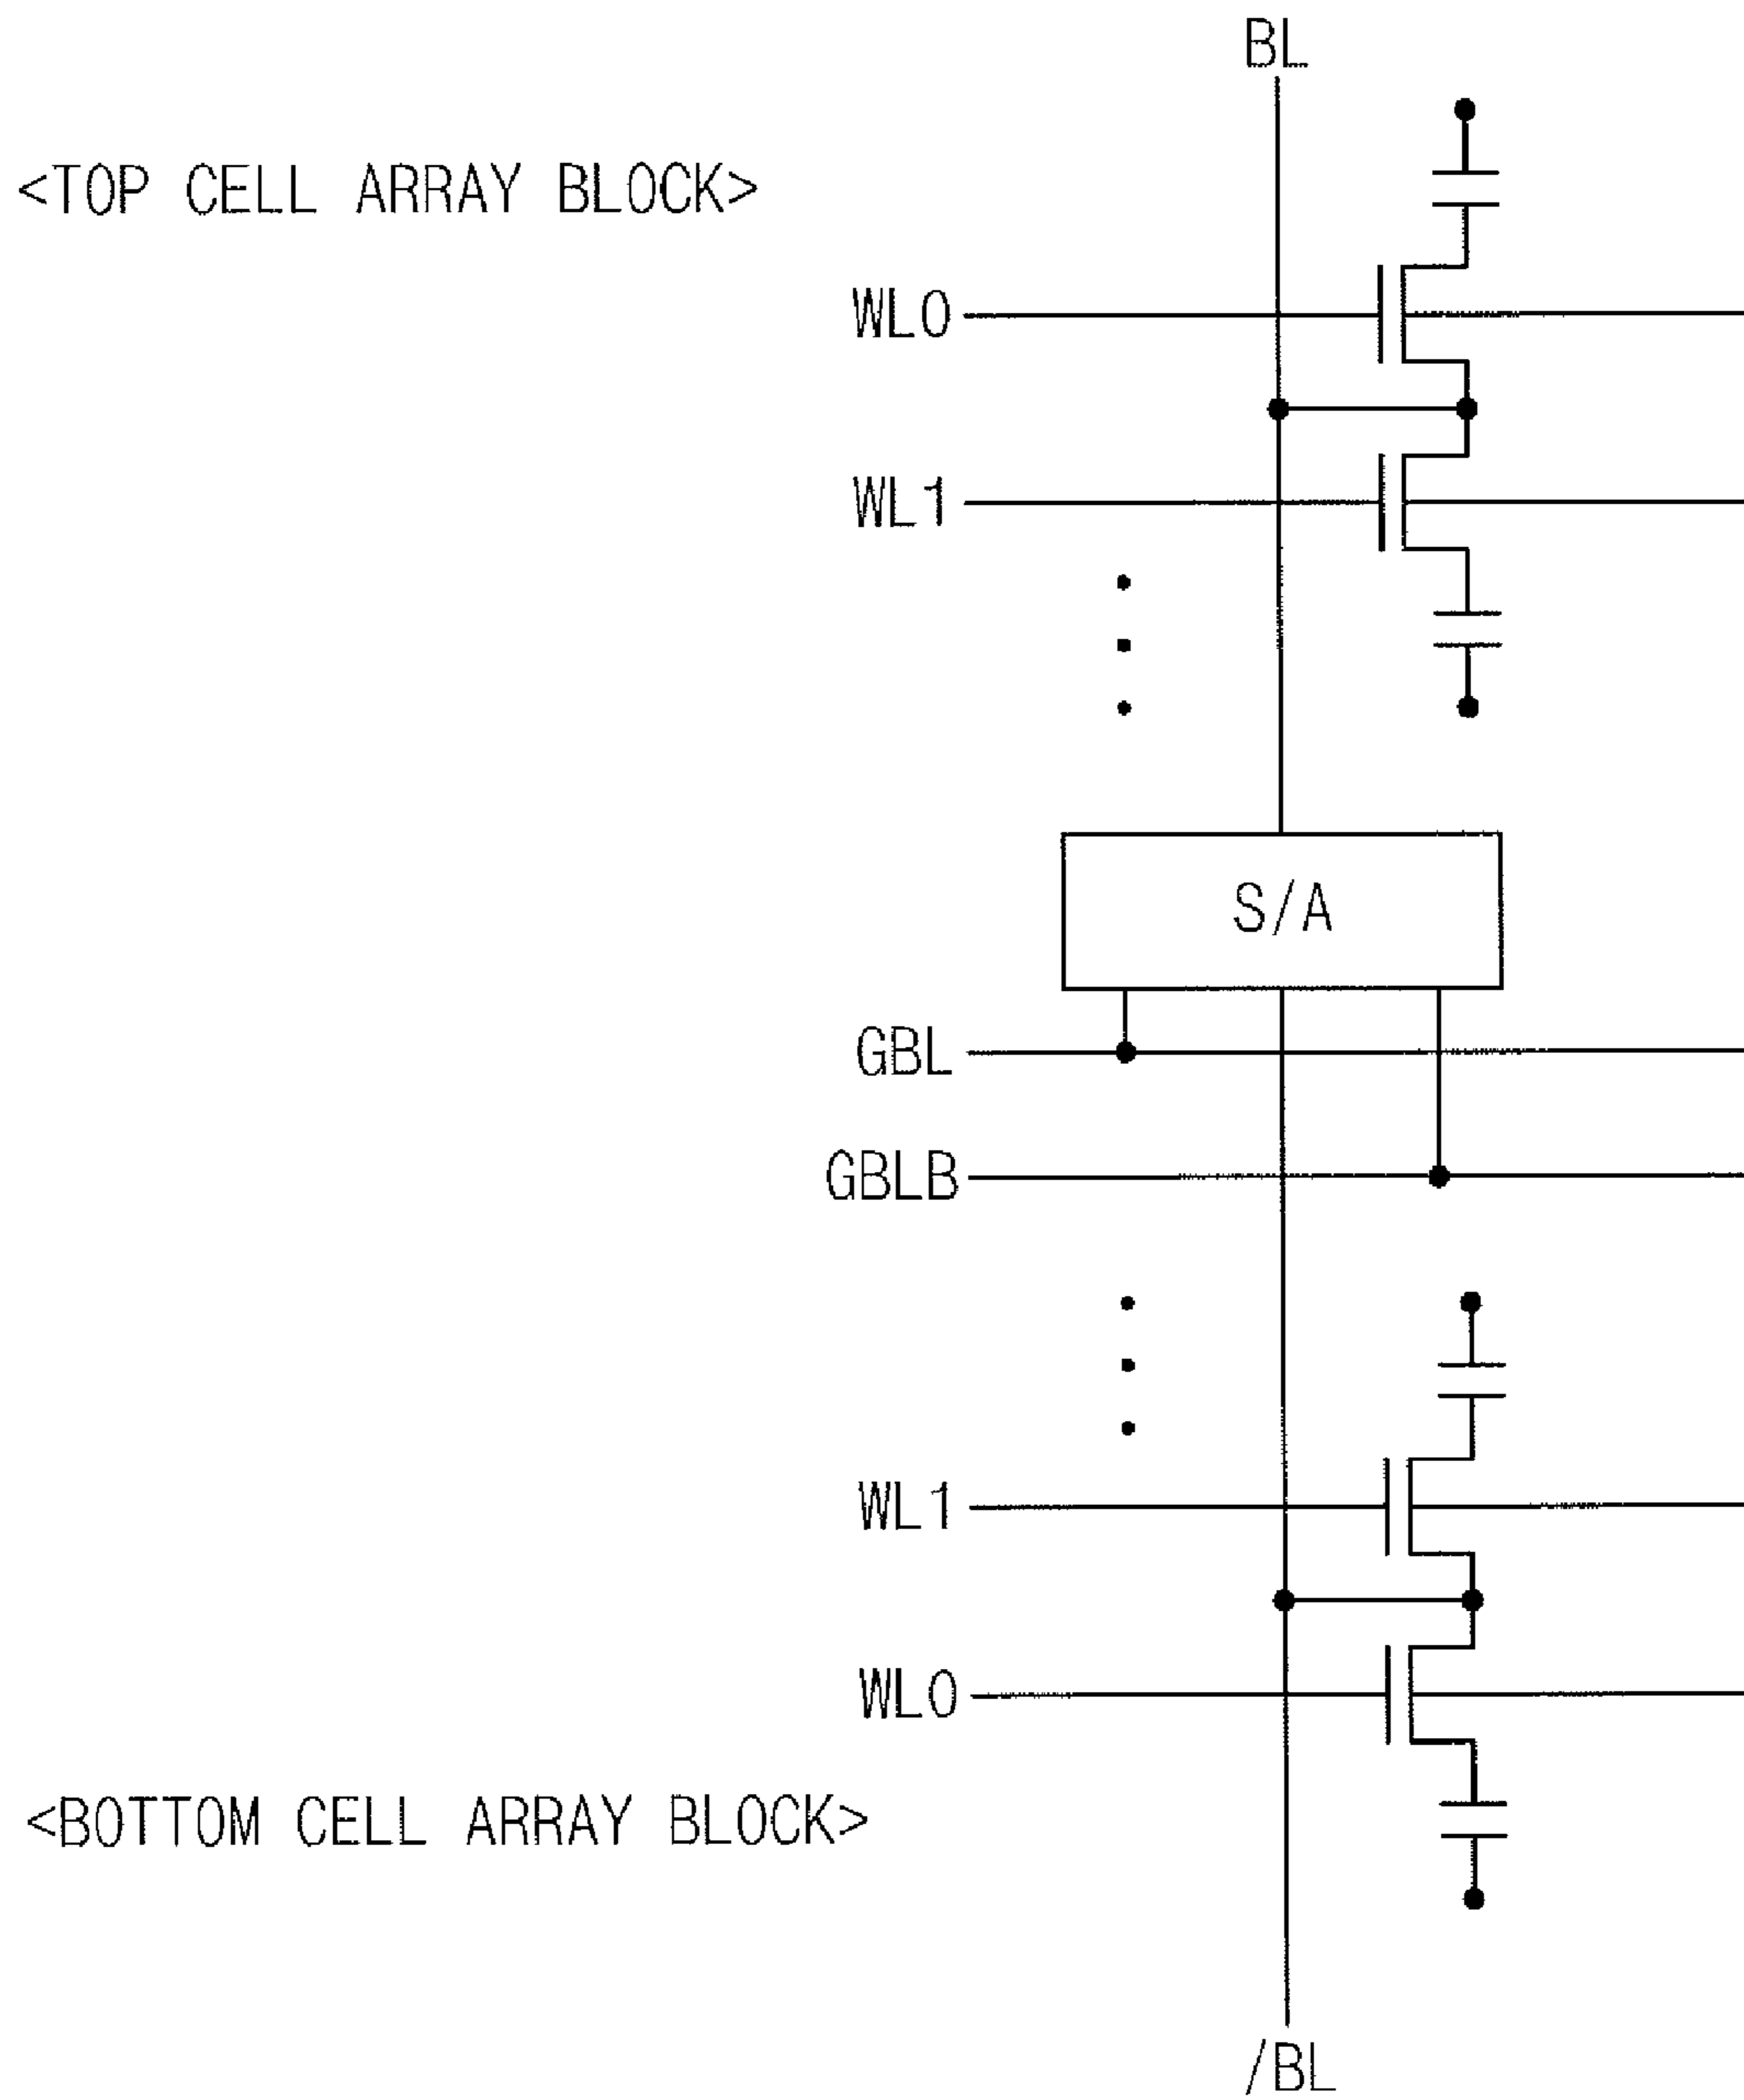 BL
<TOP CELL ARRAY BLOCK>
WL0
WL1
S/A
GBL
GBLB
WL1
WL0
<BOTTOM CELL ARRAY BLOCK>
/BL